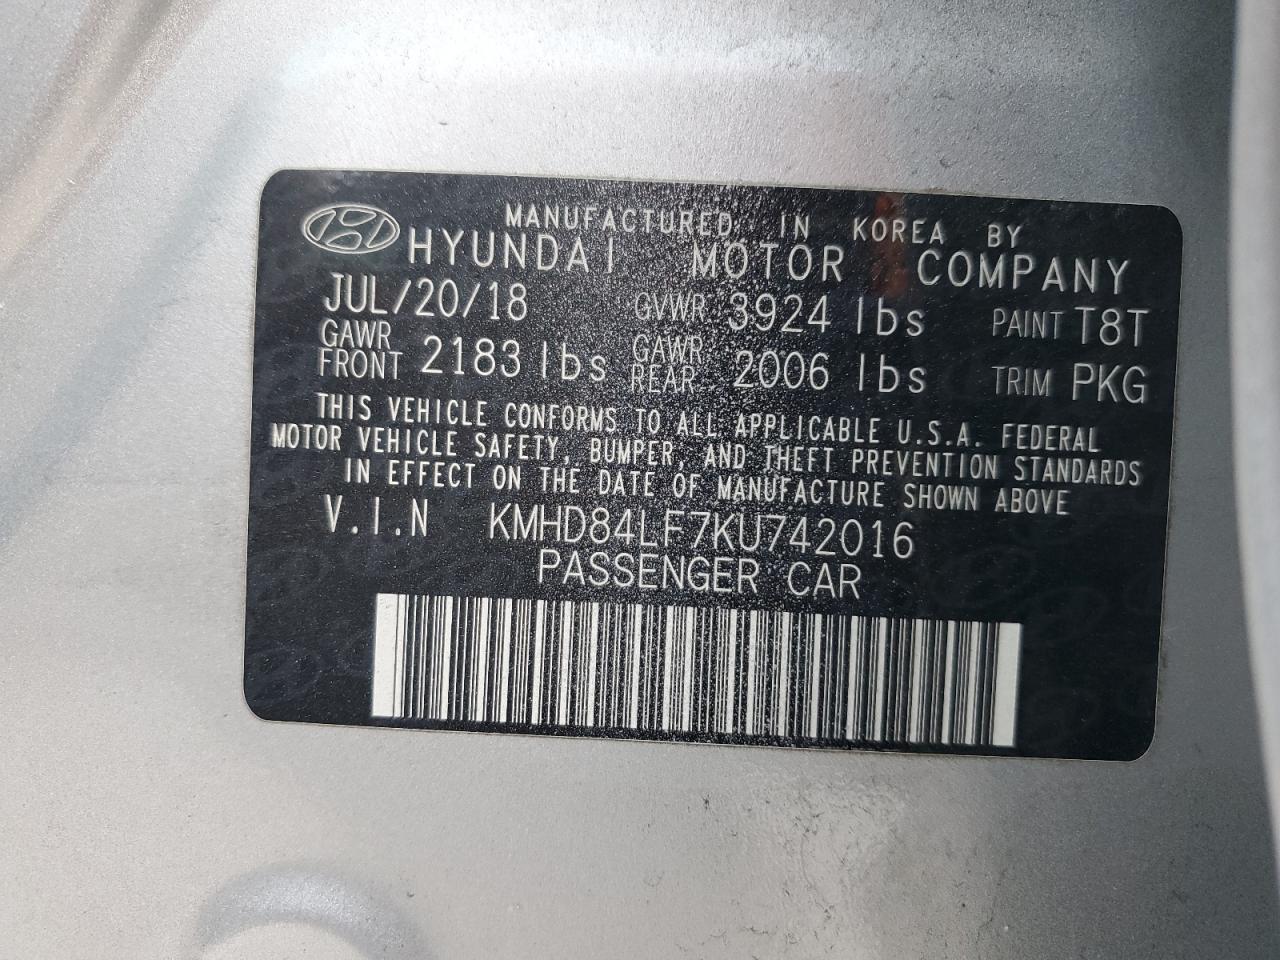 MANUFACTURED IN KOREA BY
HYUNDAI MOTOR COMPANY
JUL/20/18 GVWR 3924 lbs PAINT T8T
GAWR FRONT 2183 lbs GAWR REAR 2006 lbs TRIM PKG
THIS VEHICLE CONFORMS TO ALL APPLICABLE U.S.A. FEDERAL
MOTOR VEHICLE SAFETY, BUMPER, AND THEFT PREVENTION STANDARDS
IN EFFECT ON THE DATE OF MANUFACTURE SHOWN ABOVE
V.I.N KMHD84LF7KU742016
PASSENGER CAR